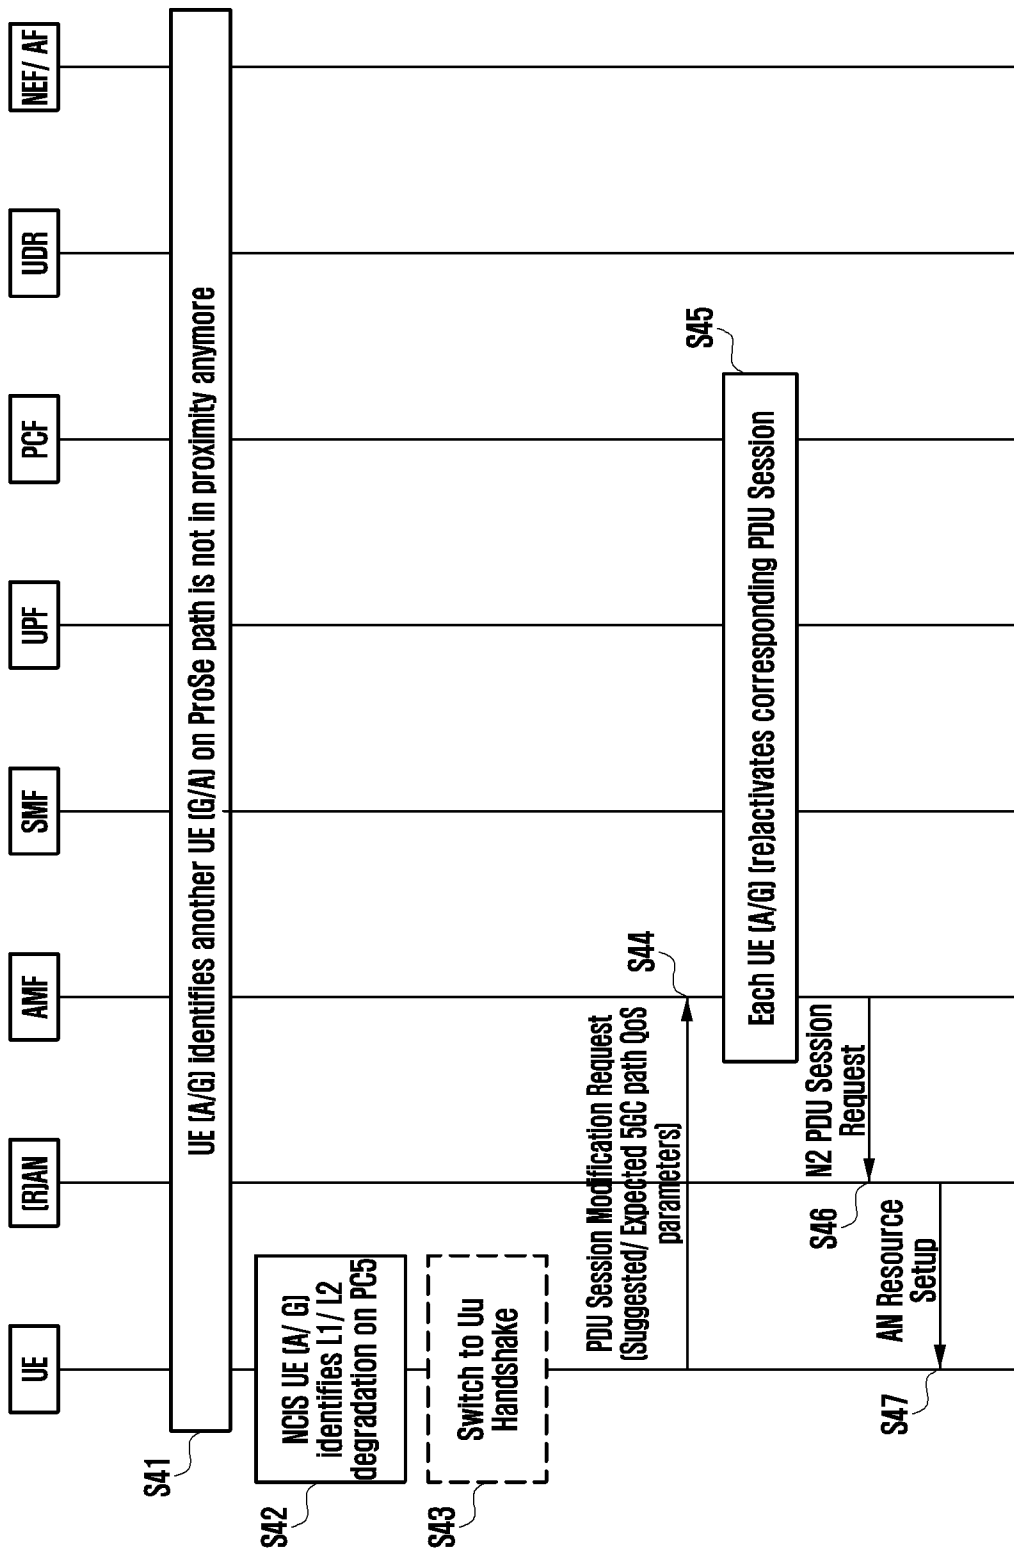 UE
(R)AN
AMF
SMF
UPF
PCF
UDR
NEF/ AF
S41
UE (A/G) identifies another UE (G/A) on ProSe path is not in proximity anymore
S42
NCIS UE (A/ G)
identifies L1/ L2
degradation on PC5
S43
Switch to Uu
Handshake
PDU Session Modification Request
(Suggested/ Expected 5GC path QoS
parameters)
S44
S45
Each UE (A/G) (re)activates corresponding PDU Session
N2 PDU Session
Request
S46
AN Resource
Setup
S47